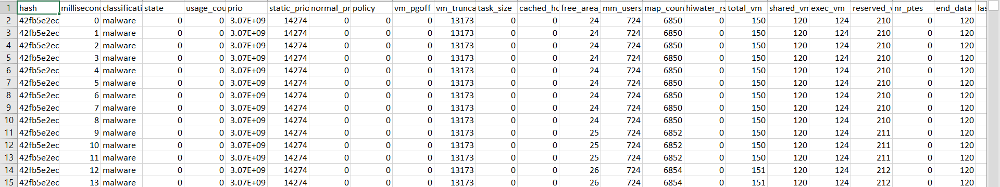 1 hash millisecond classificati state usage_cou prio static_prio normal_pr policy vm_pgoff vm_trunca task_size cached_ho free_area_ mm_users map_coun hiwater_rs total_vm shared_vm exec_vm reserved_v nr_ptes end_data las
2 42fb5e2ec 0 malware 0 0 3.07E+09 14274 0 0 0 13173 0 0 24 724 6850 0 150 120 124 210 0 120
3 42fb5e2ec 1 malware 0 0 3.07E+09 14274 0 0 0 13173 0 0 24 724 6850 0 150 120 124 210 0 120
4 42fb5e2ec 2 malware 0 0 3.07E+09 14274 0 0 0 13173 0 0 24 724 6850 0 150 120 124 210 0 120
5 42fb5e2ec 3 malware 0 0 3.07E+09 14274 0 0 0 13173 0 0 24 724 6850 0 150 120 124 210 0 120
6 42fb5e2ec 4 malware 0 0 3.07E+09 14274 0 0 0 13173 0 0 24 724 6850 0 150 120 124 210 0 120
7 42fb5e2ec 5 malware 0 0 3.07E+09 14274 0 0 0 13173 0 0 24 724 6850 0 150 120 124 210 0 120
8 42fb5e2ec 6 malware 0 0 3.07E+09 14274 0 0 0 13173 0 0 24 724 6850 0 150 120 124 210 0 120
9 42fb5e2ec 7 malware 0 0 3.07E+09 14274 0 0 0 13173 0 0 24 724 6850 0 150 120 124 210 0 120
10 42fb5e2ec 8 malware 0 0 3.07E+09 14274 0 0 0 13173 0 0 24 724 6850 0 150 120 124 210 0 120
11 42fb5e2ec 9 malware 0 0 3.07E+09 14274 0 0 0 13173 0 0 25 724 6852 0 150 120 124 211 0 120
12 42fb5e2ec 10 malware 0 0 3.07E+09 14274 0 0 0 13173 0 0 25 724 6852 0 150 120 124 211 0 120
13 42fb5e2ec 11 malware 0 0 3.07E+09 14274 0 0 0 13173 0 0 25 724 6852 0 150 120 124 211 0 120
14 42fb5e2ec 12 malware 0 0 3.07E+09 14274 0 0 0 13173 0 0 26 724 6854 0 151 120 124 212 0 120
15 42fb5e2ec 13 malware 0 0 3.07E+09 14274 0 0 0 13173 0 0 26 724 6854 0 151 120 124 212 0 120